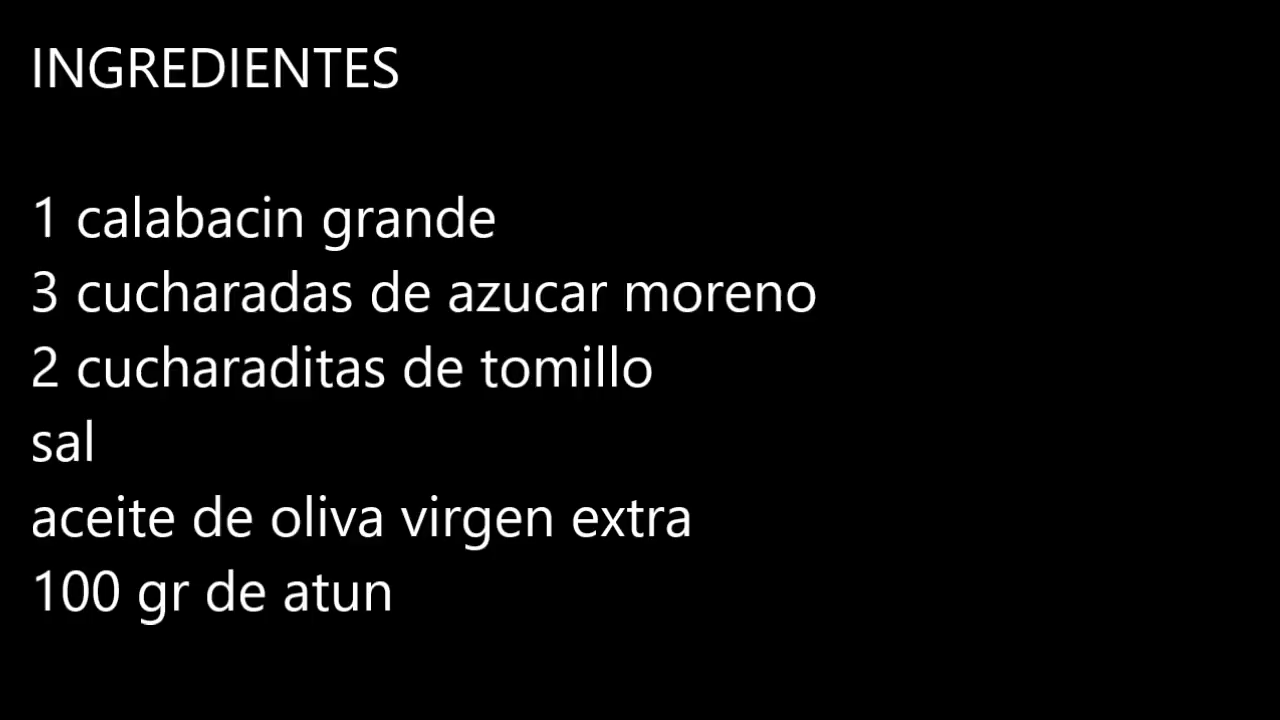 INGREDIENTES
1 calabacin grande
3 cucharadas de azucar moreno
2 cucharaditas de tomillo
sal
aceite de oliva virgen extra
100 gr de atun